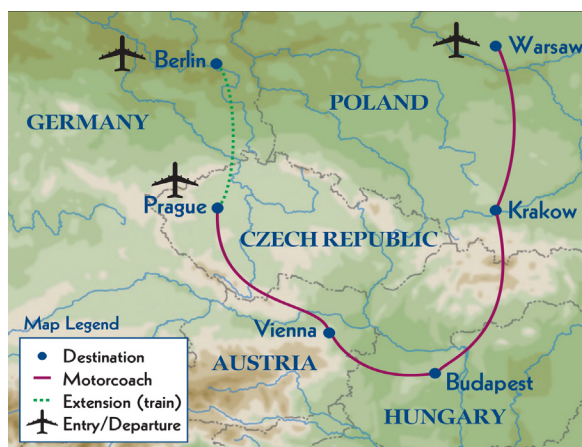 Warsaw
Berlin
POLAND
GERMANY
Prague
Krakow
CZECH REPUBLIC
Vienna
AUSTRIA
Budapest
HUNGARY
Map Legend
Destination
Motorcoach
Extension (train)
Entry/Departure